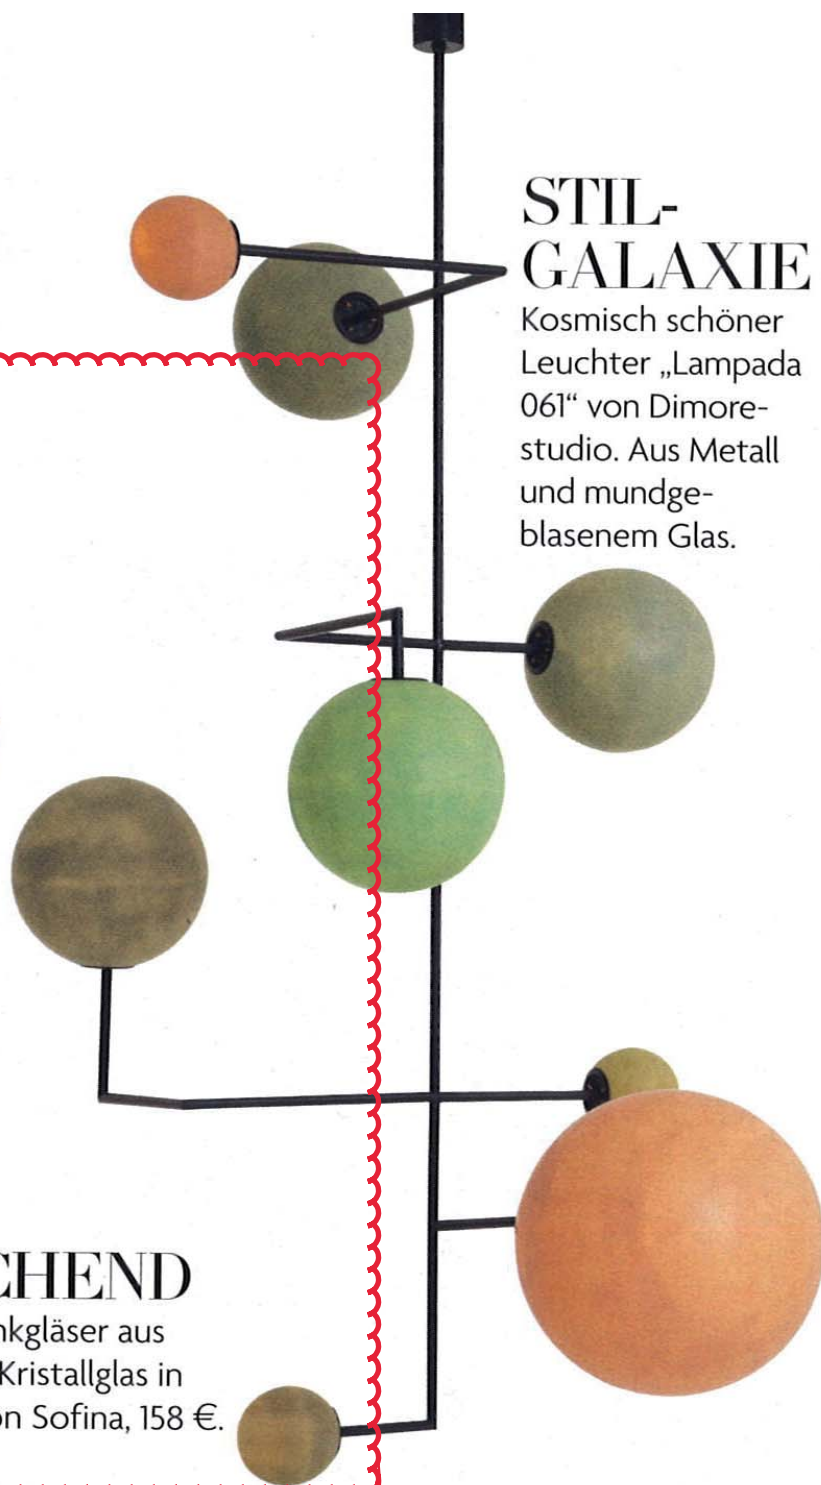 STIL-
GALAXIE
Kosmisch schöner
Leuchter „Lampada
061“ von Dimore-
studio. Aus Metall
und mundge-
blasenem Glas.
CHEND
nkgläser aus
Kristallglas in
on Sofina, 158 €.